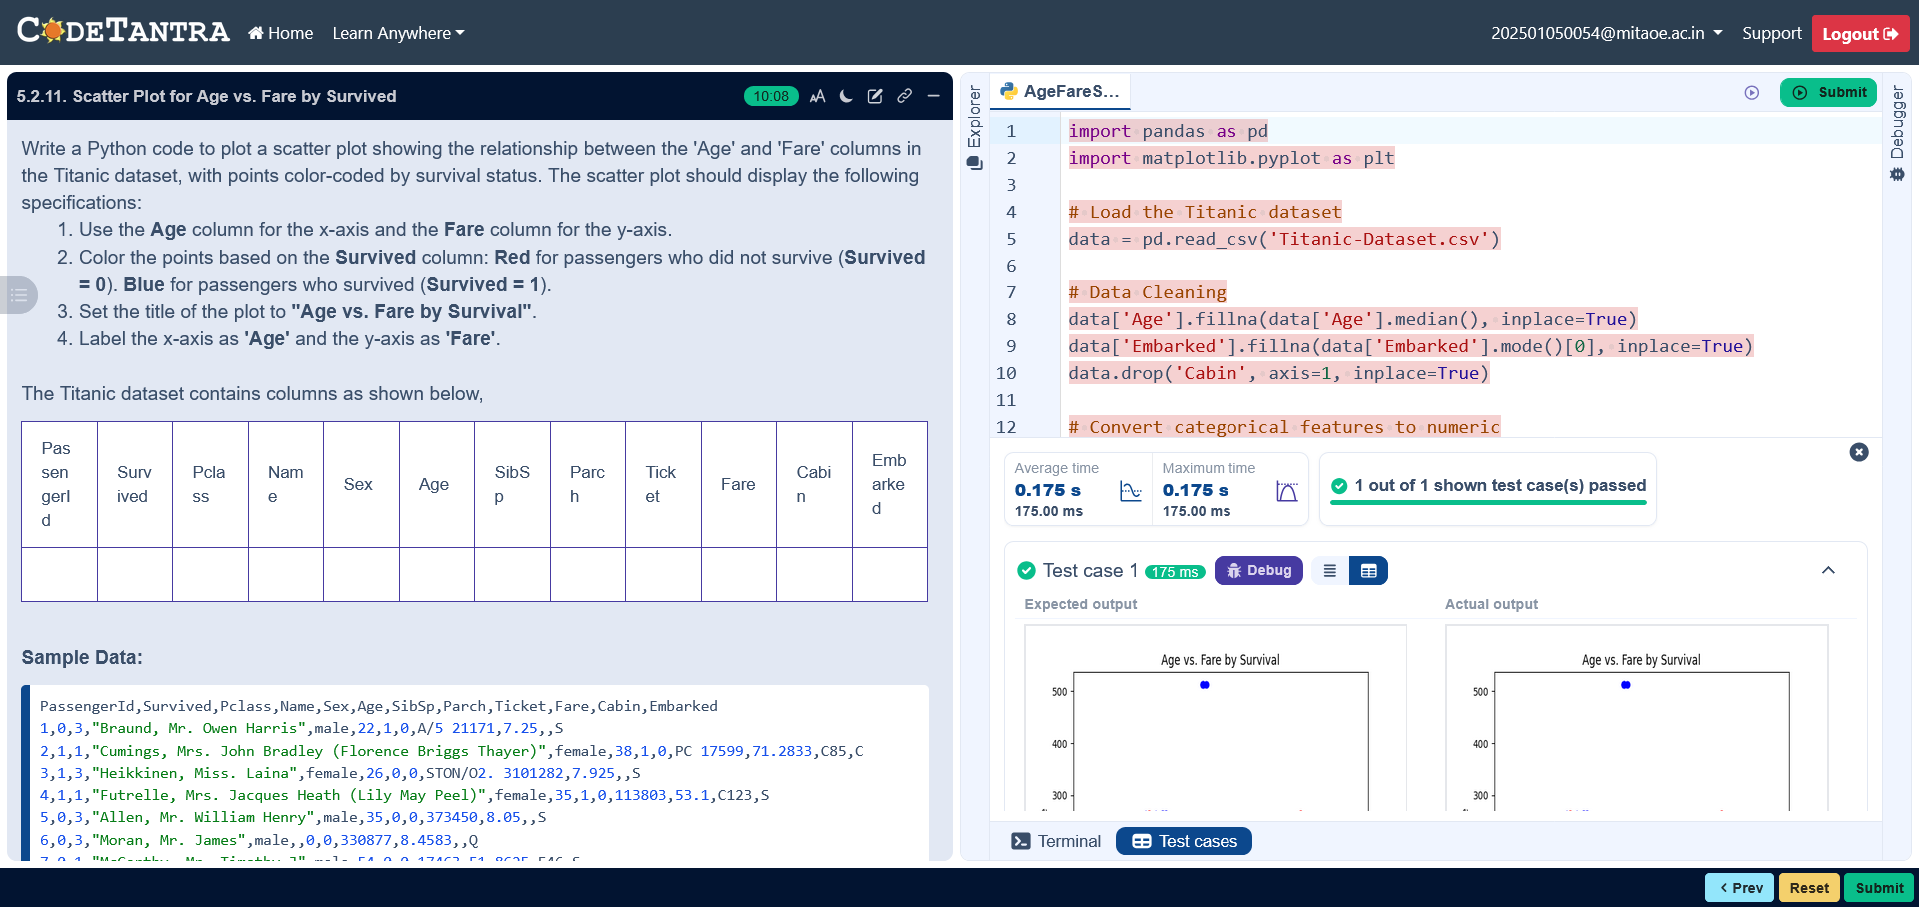 CODETANTRA
Home
Learn Anywhere
202501050054@mitaoe.ac.in
Support
Logout
5.2.11. Scatter Plot for Age vs. Fare by Survived
10:08
Write a Python code to plot a scatter plot showing the relationship between the 'Age' and 'Fare' columns in
the Titanic dataset, with points color-coded by survival status. The scatter plot should display the following
specifications:
1. Use the Age column for the x-axis and the Fare column for the y-axis.
2. Color the points based on the Survived column: Red for passengers who did not survive (Survived
= 0). Blue for passengers who survived (Survived = 1).
3. Set the title of the plot to "Age vs. Fare by Survival".
4. Label the x-axis as 'Age' and the y-axis as 'Fare'.
The Titanic dataset contains columns as shown below,
Pas
sen
gerI
d
Surv
ived
Pcla
ss
Nam
e
Sex
Age
SibS
p
Parc
h
Tick
et
Fare
Cabi
n
Emb
arke
d
Sample Data:
PassengerId,Survived,Pclass,Name,Sex,Age,SibSp,Parch,Ticket,Fare,Cabin,Embarked
1,0,3,"Braund, Mr. Owen Harris",male,22,1,0,A/5 21171,7.25,,S
2,1,1,"Cumings, Mrs. John Bradley (Florence Briggs Thayer)",female,38,1,0,PC 17599,71.2833,C85,C
3,1,3,"Heikkinen, Miss. Laina",female,26,0,0,STON/O2. 3101282,7.925,,S
4,1,1,"Futrelle, Mrs. Jacques Heath (Lily May Peel)",female,35,1,0,113803,53.1,C123,S
5,0,3,"Allen, Mr. William Henry",male,35,0,0,373450,8.05,,S
6,0,3,"Moran, Mr. James",male,,0,0,330877,8.4583,,Q
7,0,1,"McCarthy, Mr. Timothy J",male,54,0,0,17463,51.8625,E46,S
Explorer
AgeFareS...
Submit
Debugger
1 import pandas as pd
2 import matplotlib.pyplot as plt
3
4 # Load the Titanic dataset
5 data = pd.read_csv('Titanic-Dataset.csv')
6
7 # Data Cleaning
8 data['Age'].fillna(data['Age'].median(), inplace=True)
9 data['Embarked'].fillna(data['Embarked'].mode()[0], inplace=True)
10 data.drop('Cabin', axis=1, inplace=True)
11
12 # Convert categorical features to numeric
Average time
0.175 s
175.00 ms
Maximum time
0.175 s
175.00 ms
1 out of 1 shown test case(s) passed
Test case 1
175 ms
Debug
Expected output
Actual output
Age vs. Fare by Survival
500
400
300
Age vs. Fare by Survival
500
400
300
Terminal
Test cases
Prev
Reset
Submit